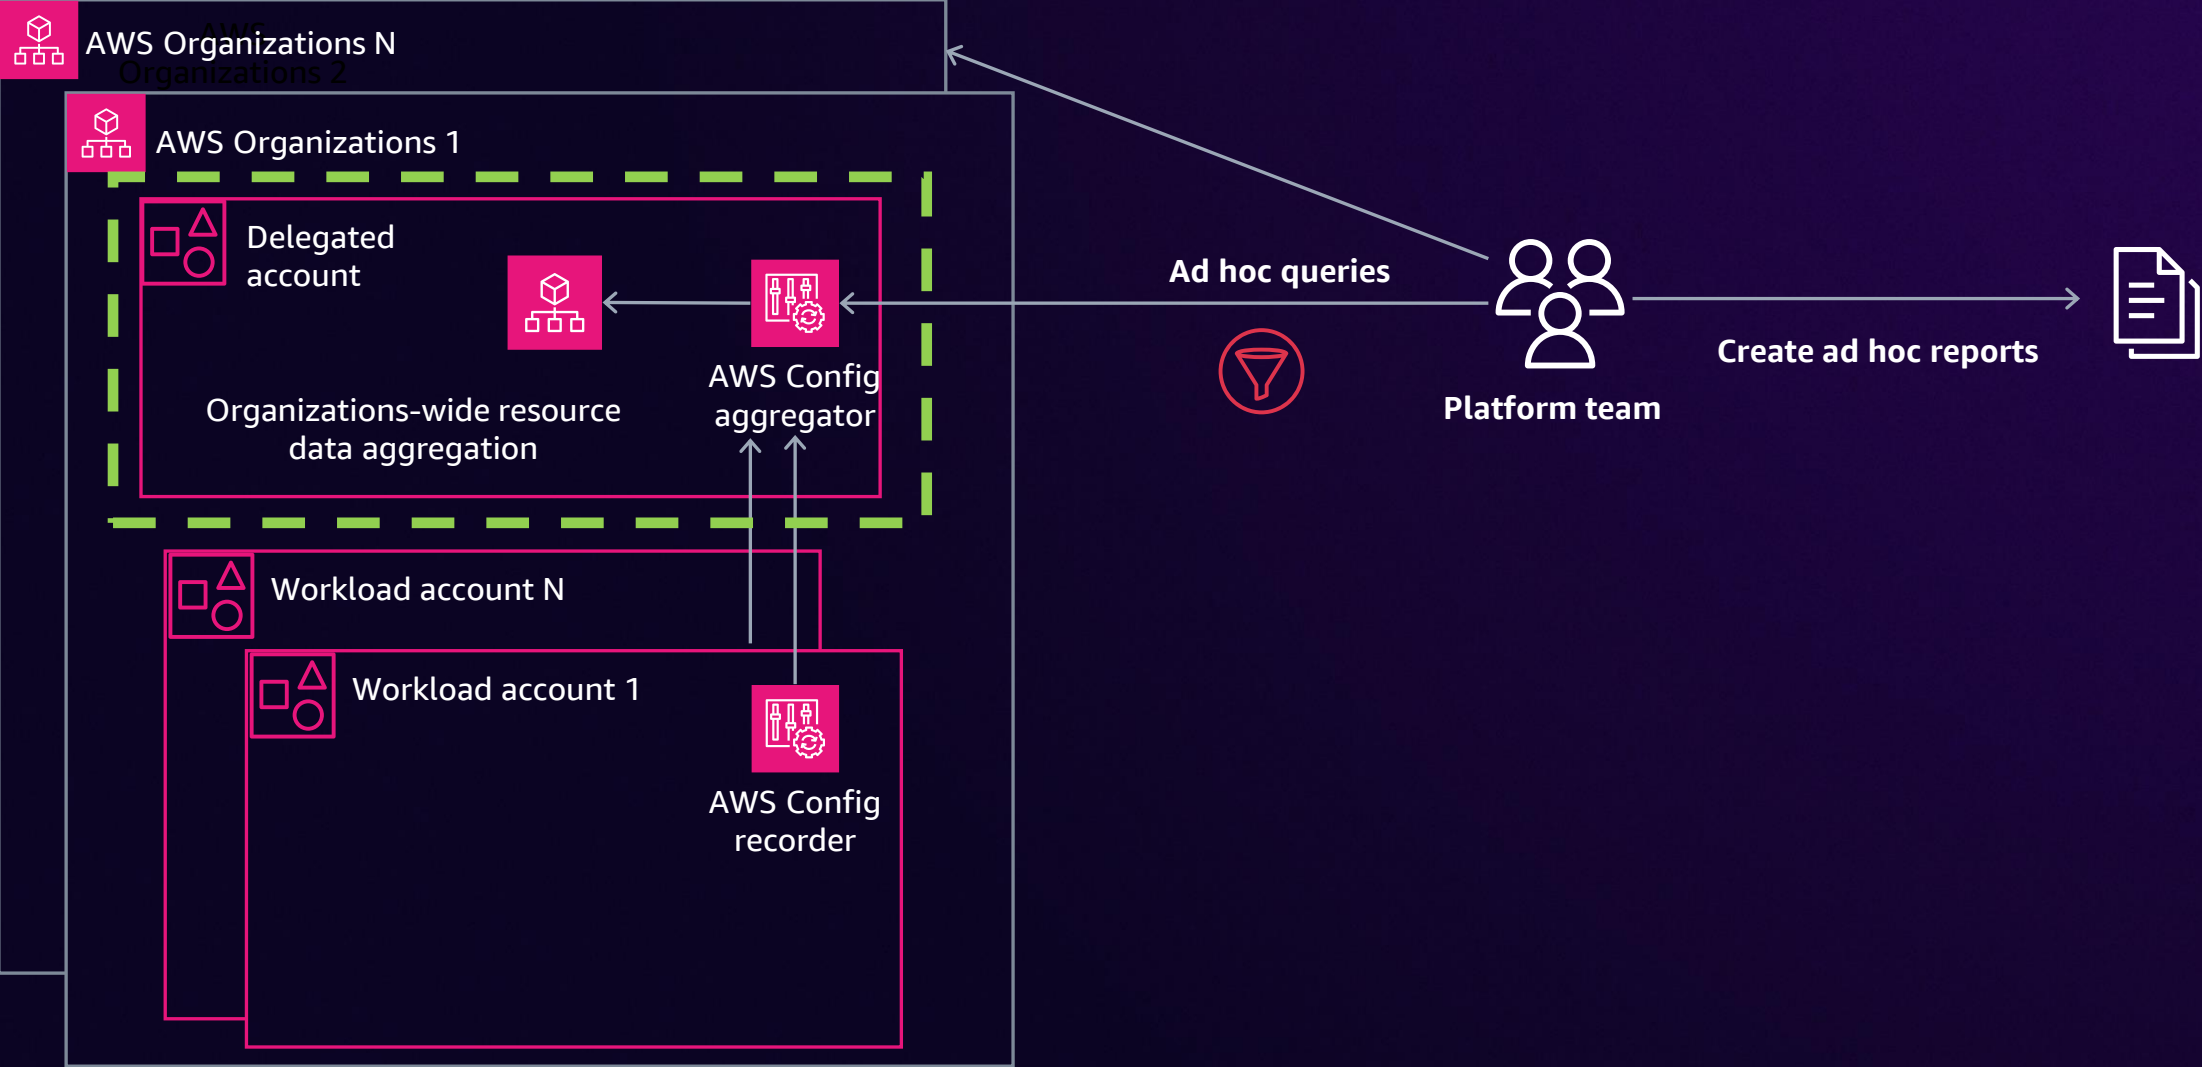 AWS Organizations N
AWS
Organizations 2
AWS Organizations 1
Delegated
account
AWS Config
aggregator
Organizations-wide resource
data aggregation
Ad hoc queries
Platform team
Create ad hoc reports
Workload account N
Workload account 1
AWS Config
recorder